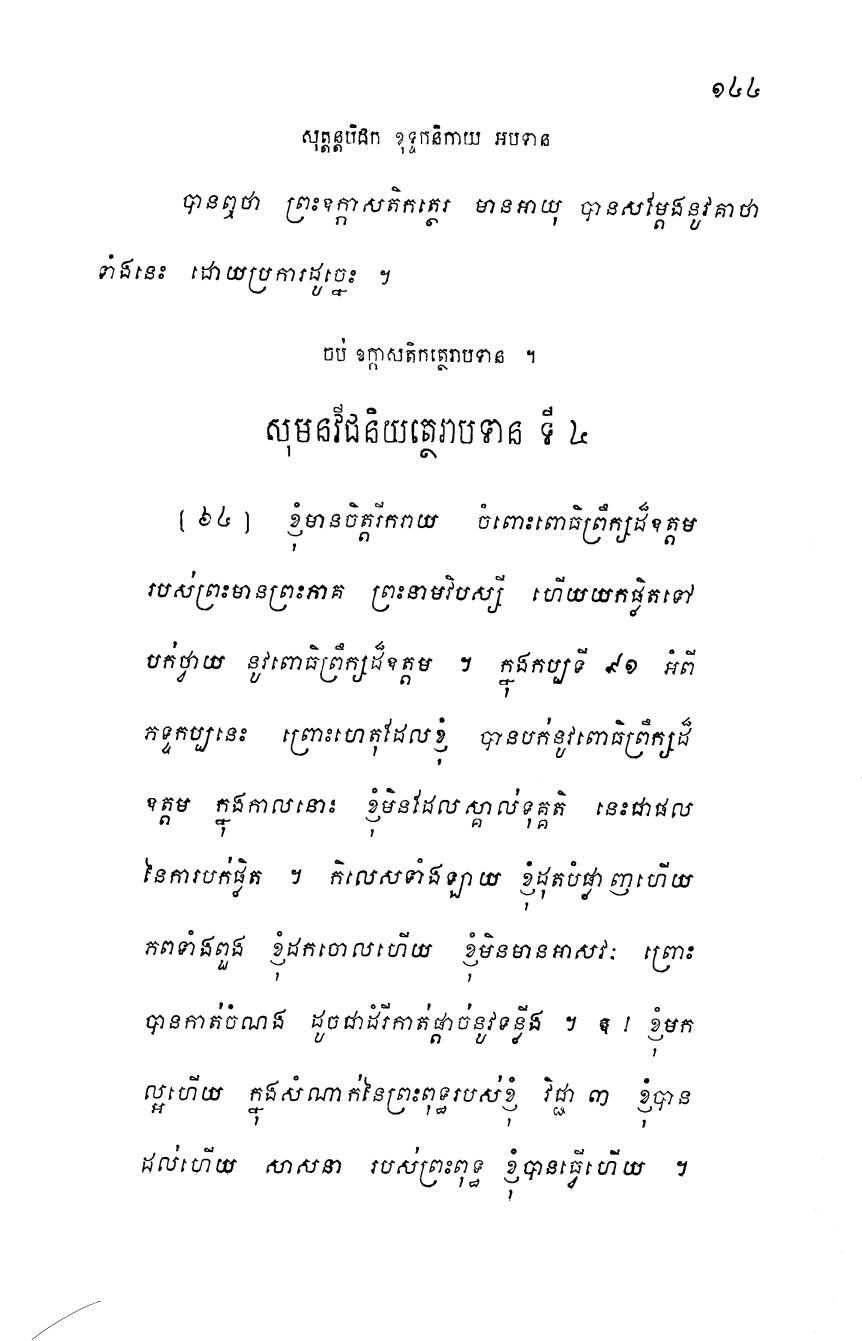 ១៤៤
សុត្តន្តបិដក ខុទ្ទកនិកាយ អបទាន
បានឮថា ព្រះឧក្កាសតិកត្ថេរ មានអាយុ បានសម្ដែងនូវគាថា
ទាំងនេះ ដោយប្រការដូច្នេះ ។
ចប់ ឧក្កាសតិកត្ថេរាបទាន ។
សុមនវីជនិយត្ថេរាបទាន ទី ៤
[ ៦៤ ] ខ្ញុំមានចិត្តរីករាយ ចំពោះពោធិព្រឹក្សដ៏ឧត្តម
របស់ព្រះមានព្រះភាគ ព្រះនាមវិបស្សី ហើយយកផ្លិតទៅ
បក់ថ្វាយ នូវពោធិព្រឹក្សដ៏ឧត្តម ។ ក្នុងកប្បទី ៩១ អំពី
ភទ្ទកប្បនេះ ព្រោះហេតុដែលខ្ញុំ បានបក់នូវពោធិព្រឹក្សដ៏
ឧត្តម ក្នុងកាលនោះ ខ្ញុំមិនដែលស្គាល់ទុគ្គតិ នេះជាផល
នៃការបក់ផ្លិត ។ កិលេសទាំងឡាយ ខ្ញុំដុតបំផ្លាញហើយ
ភពទាំងពួង ខ្ញុំដកចោលហើយ ខ្ញុំមិនមានអាសវៈ ព្រោះ
បានកាត់ចំណង ដូចជាដំរីកាត់ផ្ដាច់នូវទន្លីង ។ ឱ ! ខ្ញុំមក
ល្អហើយ ក្នុងសំណាក់នៃព្រះពុទ្ធរបស់ខ្ញុំ វិជ្ជា ៣ ខ្ញុំបាន
ដល់ហើយ សាសនា របស់ព្រះពុទ្ធ ខ្ញុំបានធ្វើហើយ ។